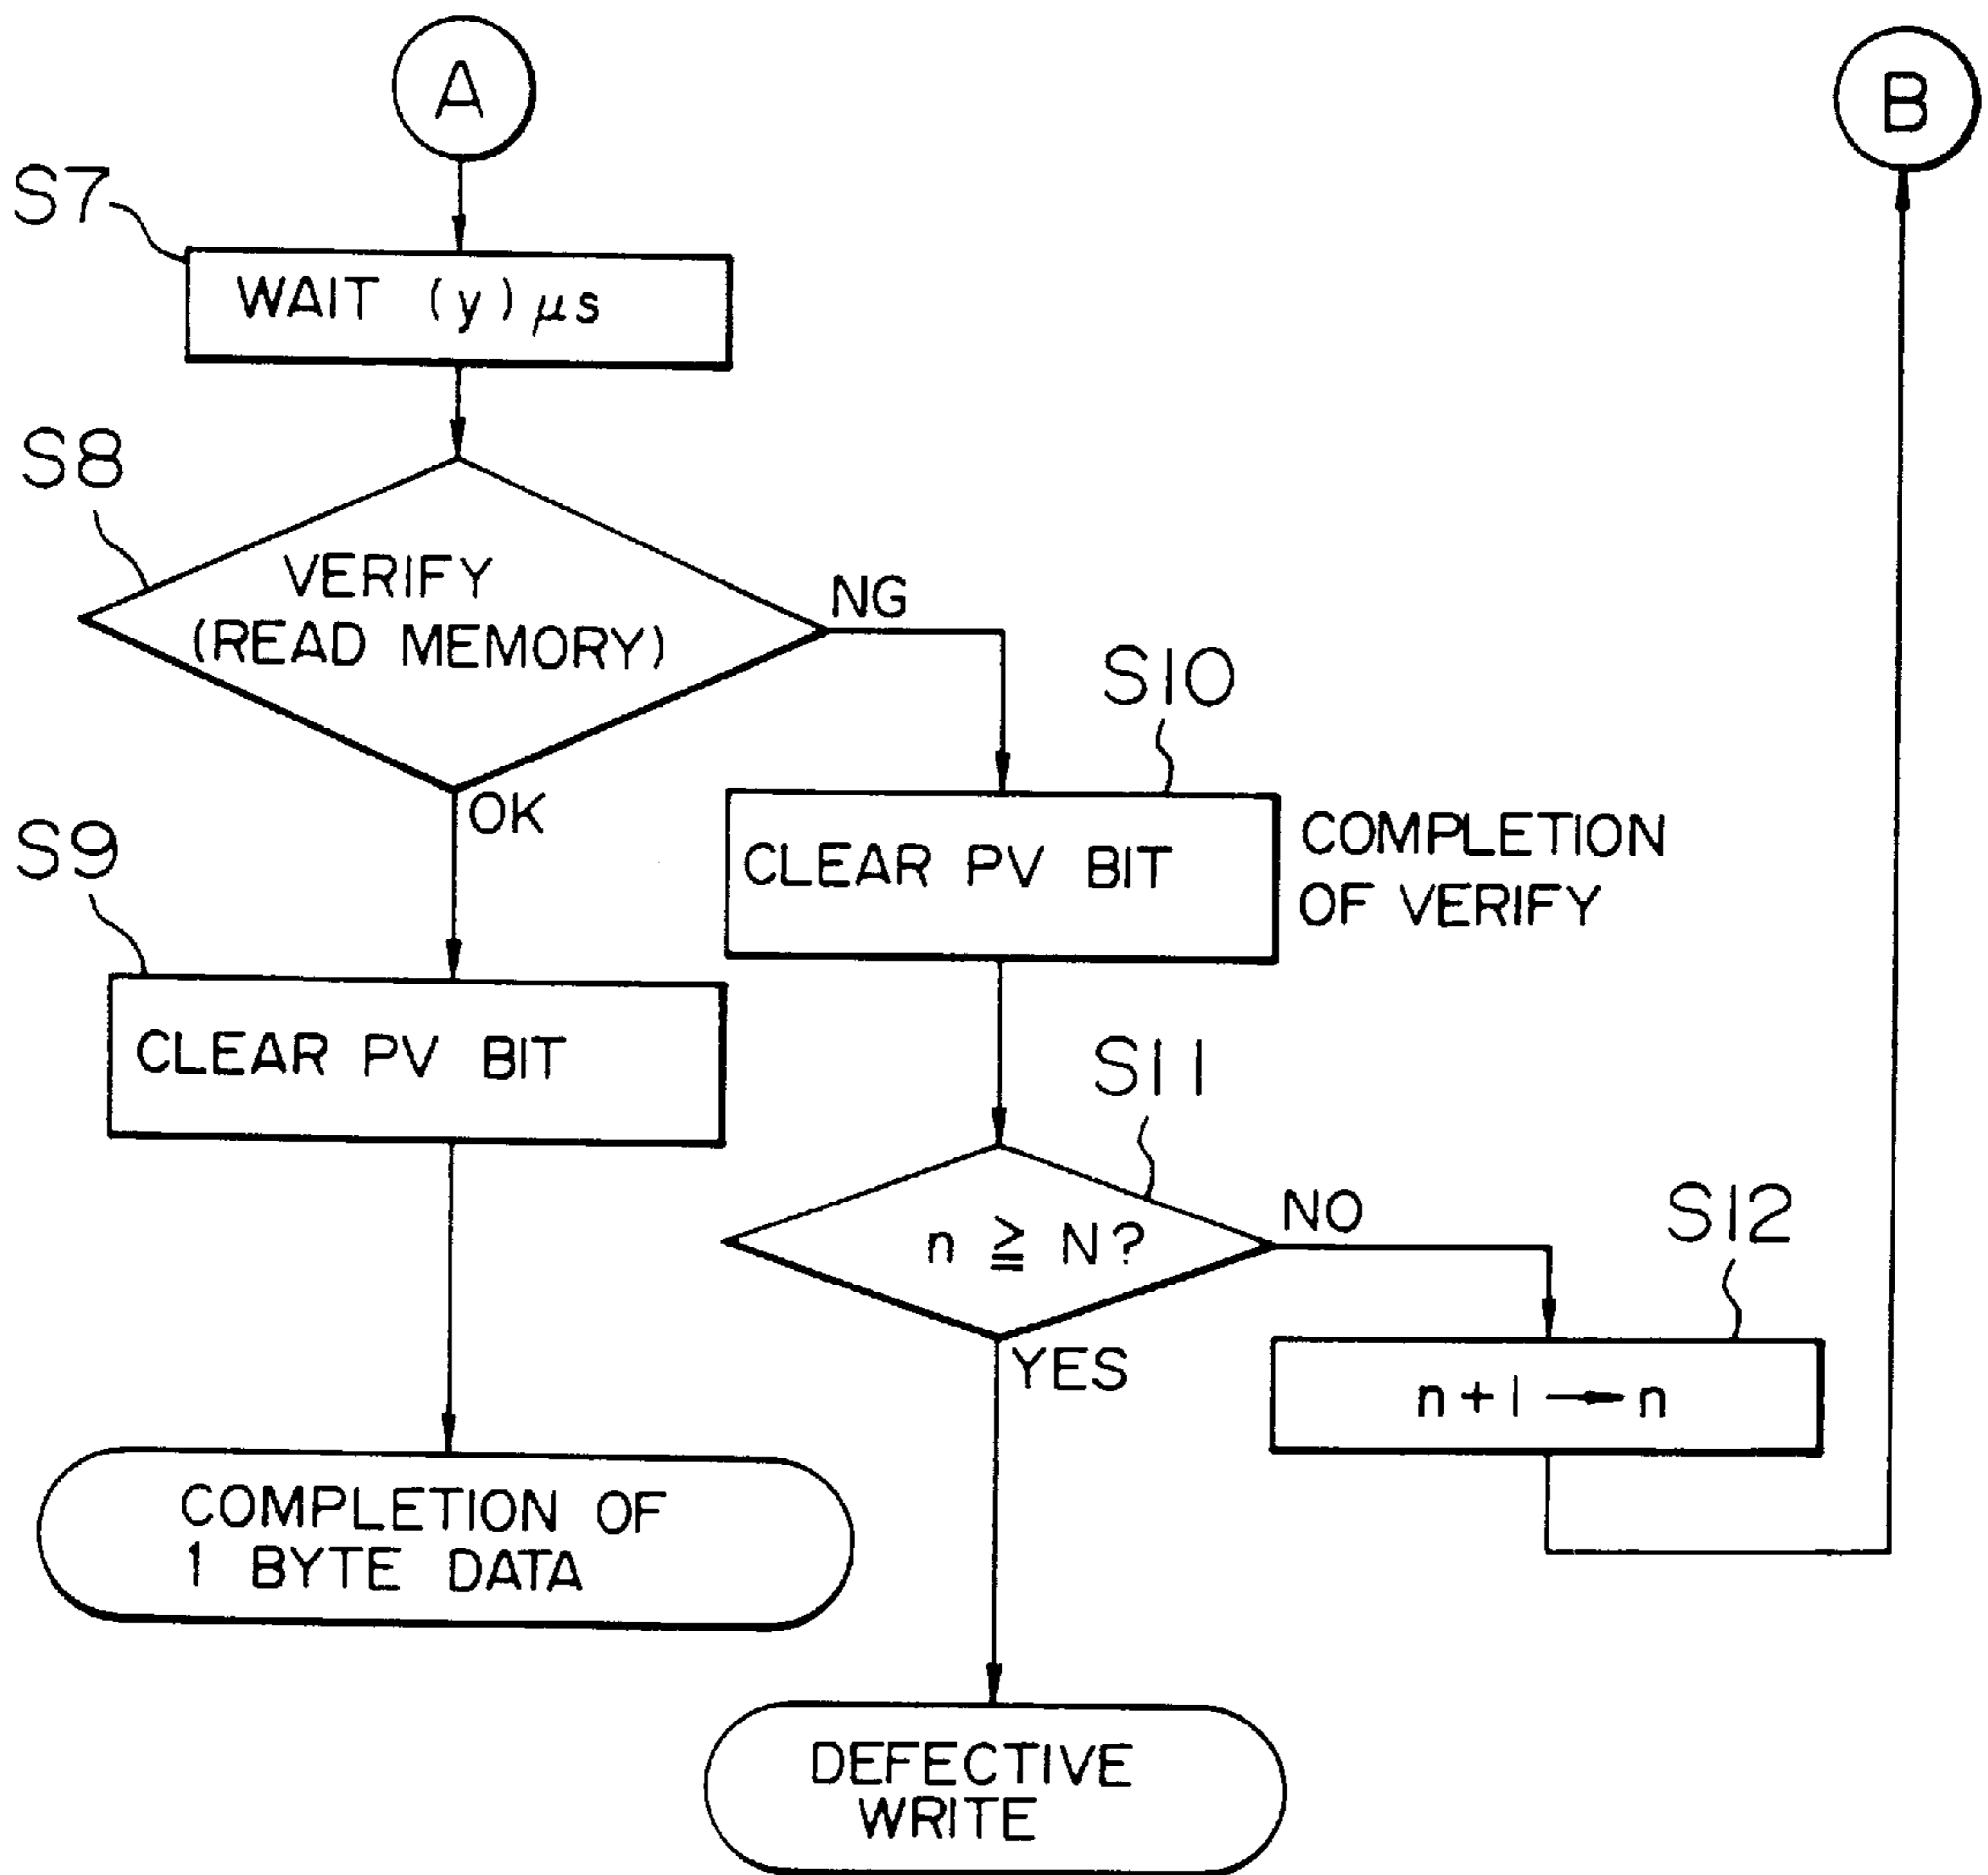 A
B
S7
WAIT (y) μs
S8
VERIFY
(READ MEMORY)
NG
OK
S10
CLEAR PV BIT
COMPLETION
OF VERIFY
S9
CLEAR PV BIT
S11
n ≧ N?
NO
YES
S12
n+1 → n
COMPLETION OF
1 BYTE DATA
DEFECTIVE
WRITE